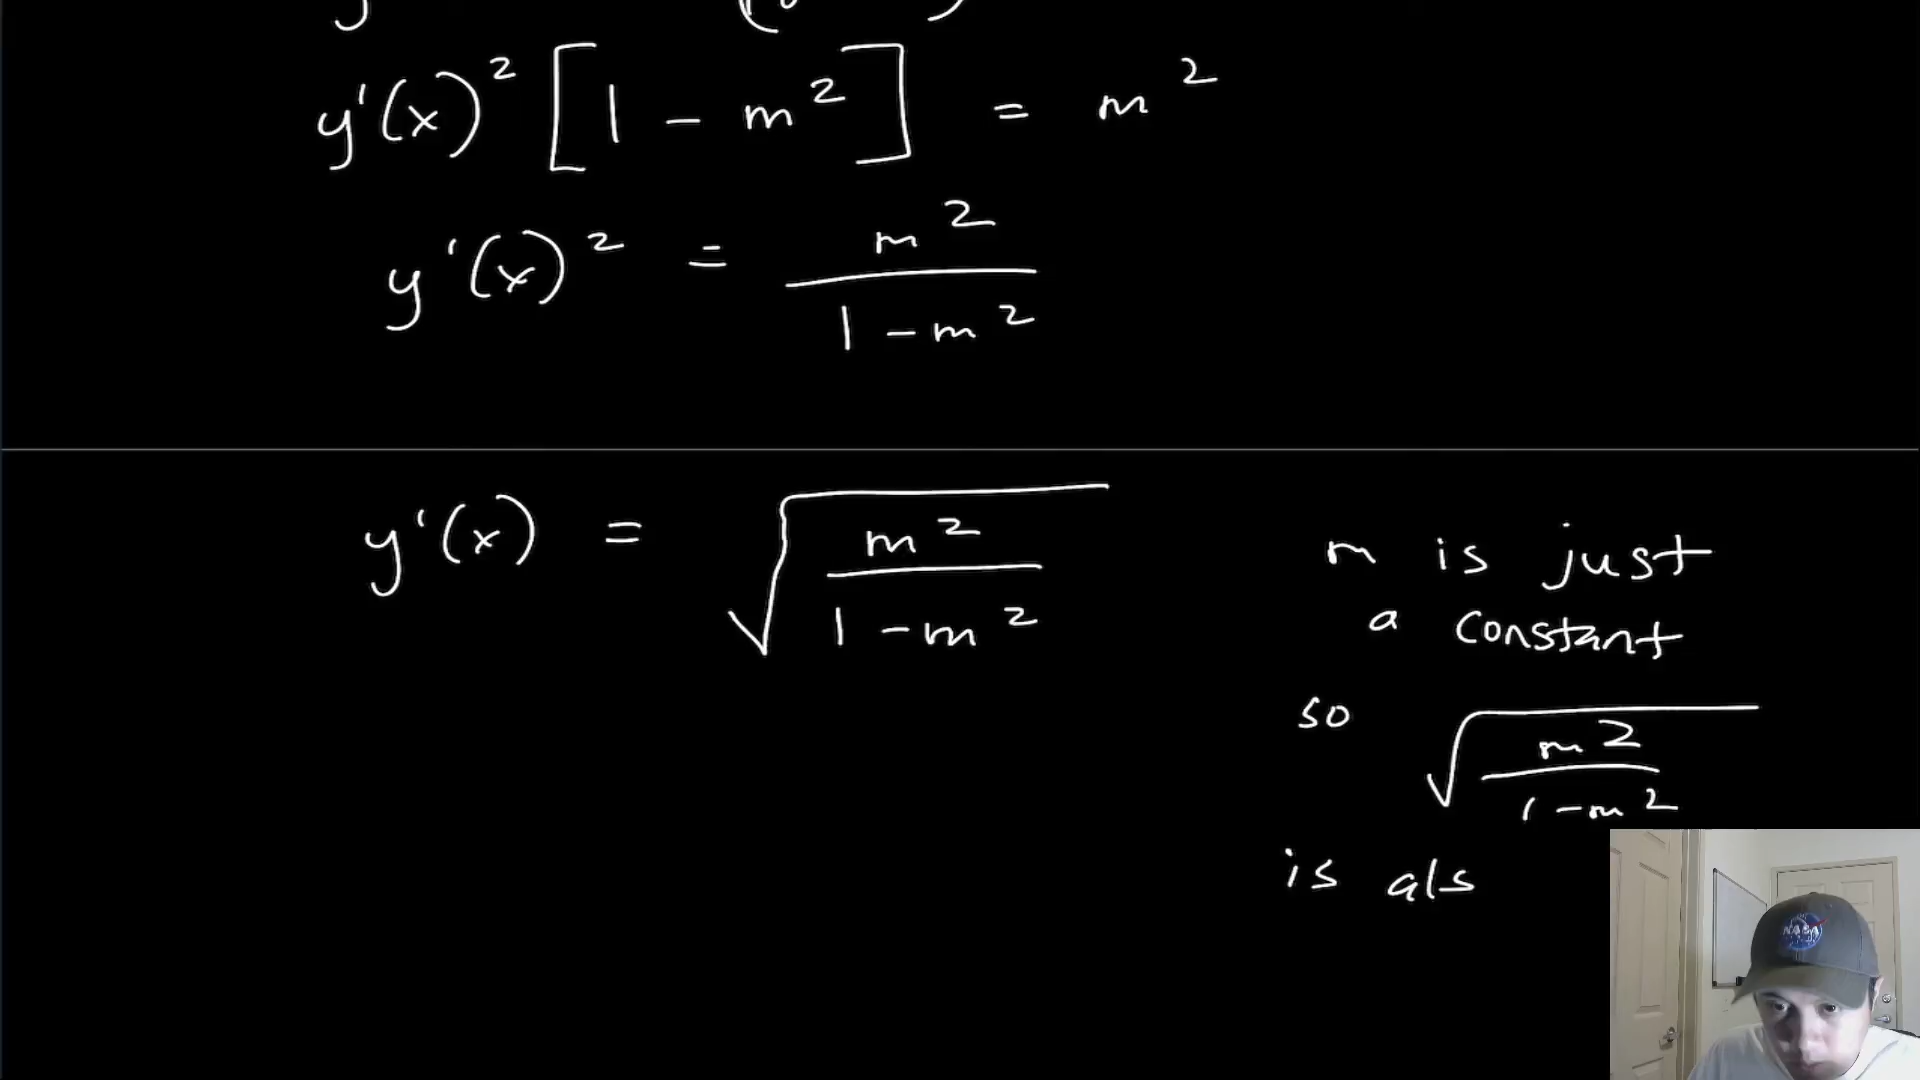 y'(x)² [1 - m²] = m²
y'(x)² = m² / (1 - m²)
y'(x) = √(m² / (1 - m²))
m is just
a constant
so √(m² / (1 - m²))
is als
NASA